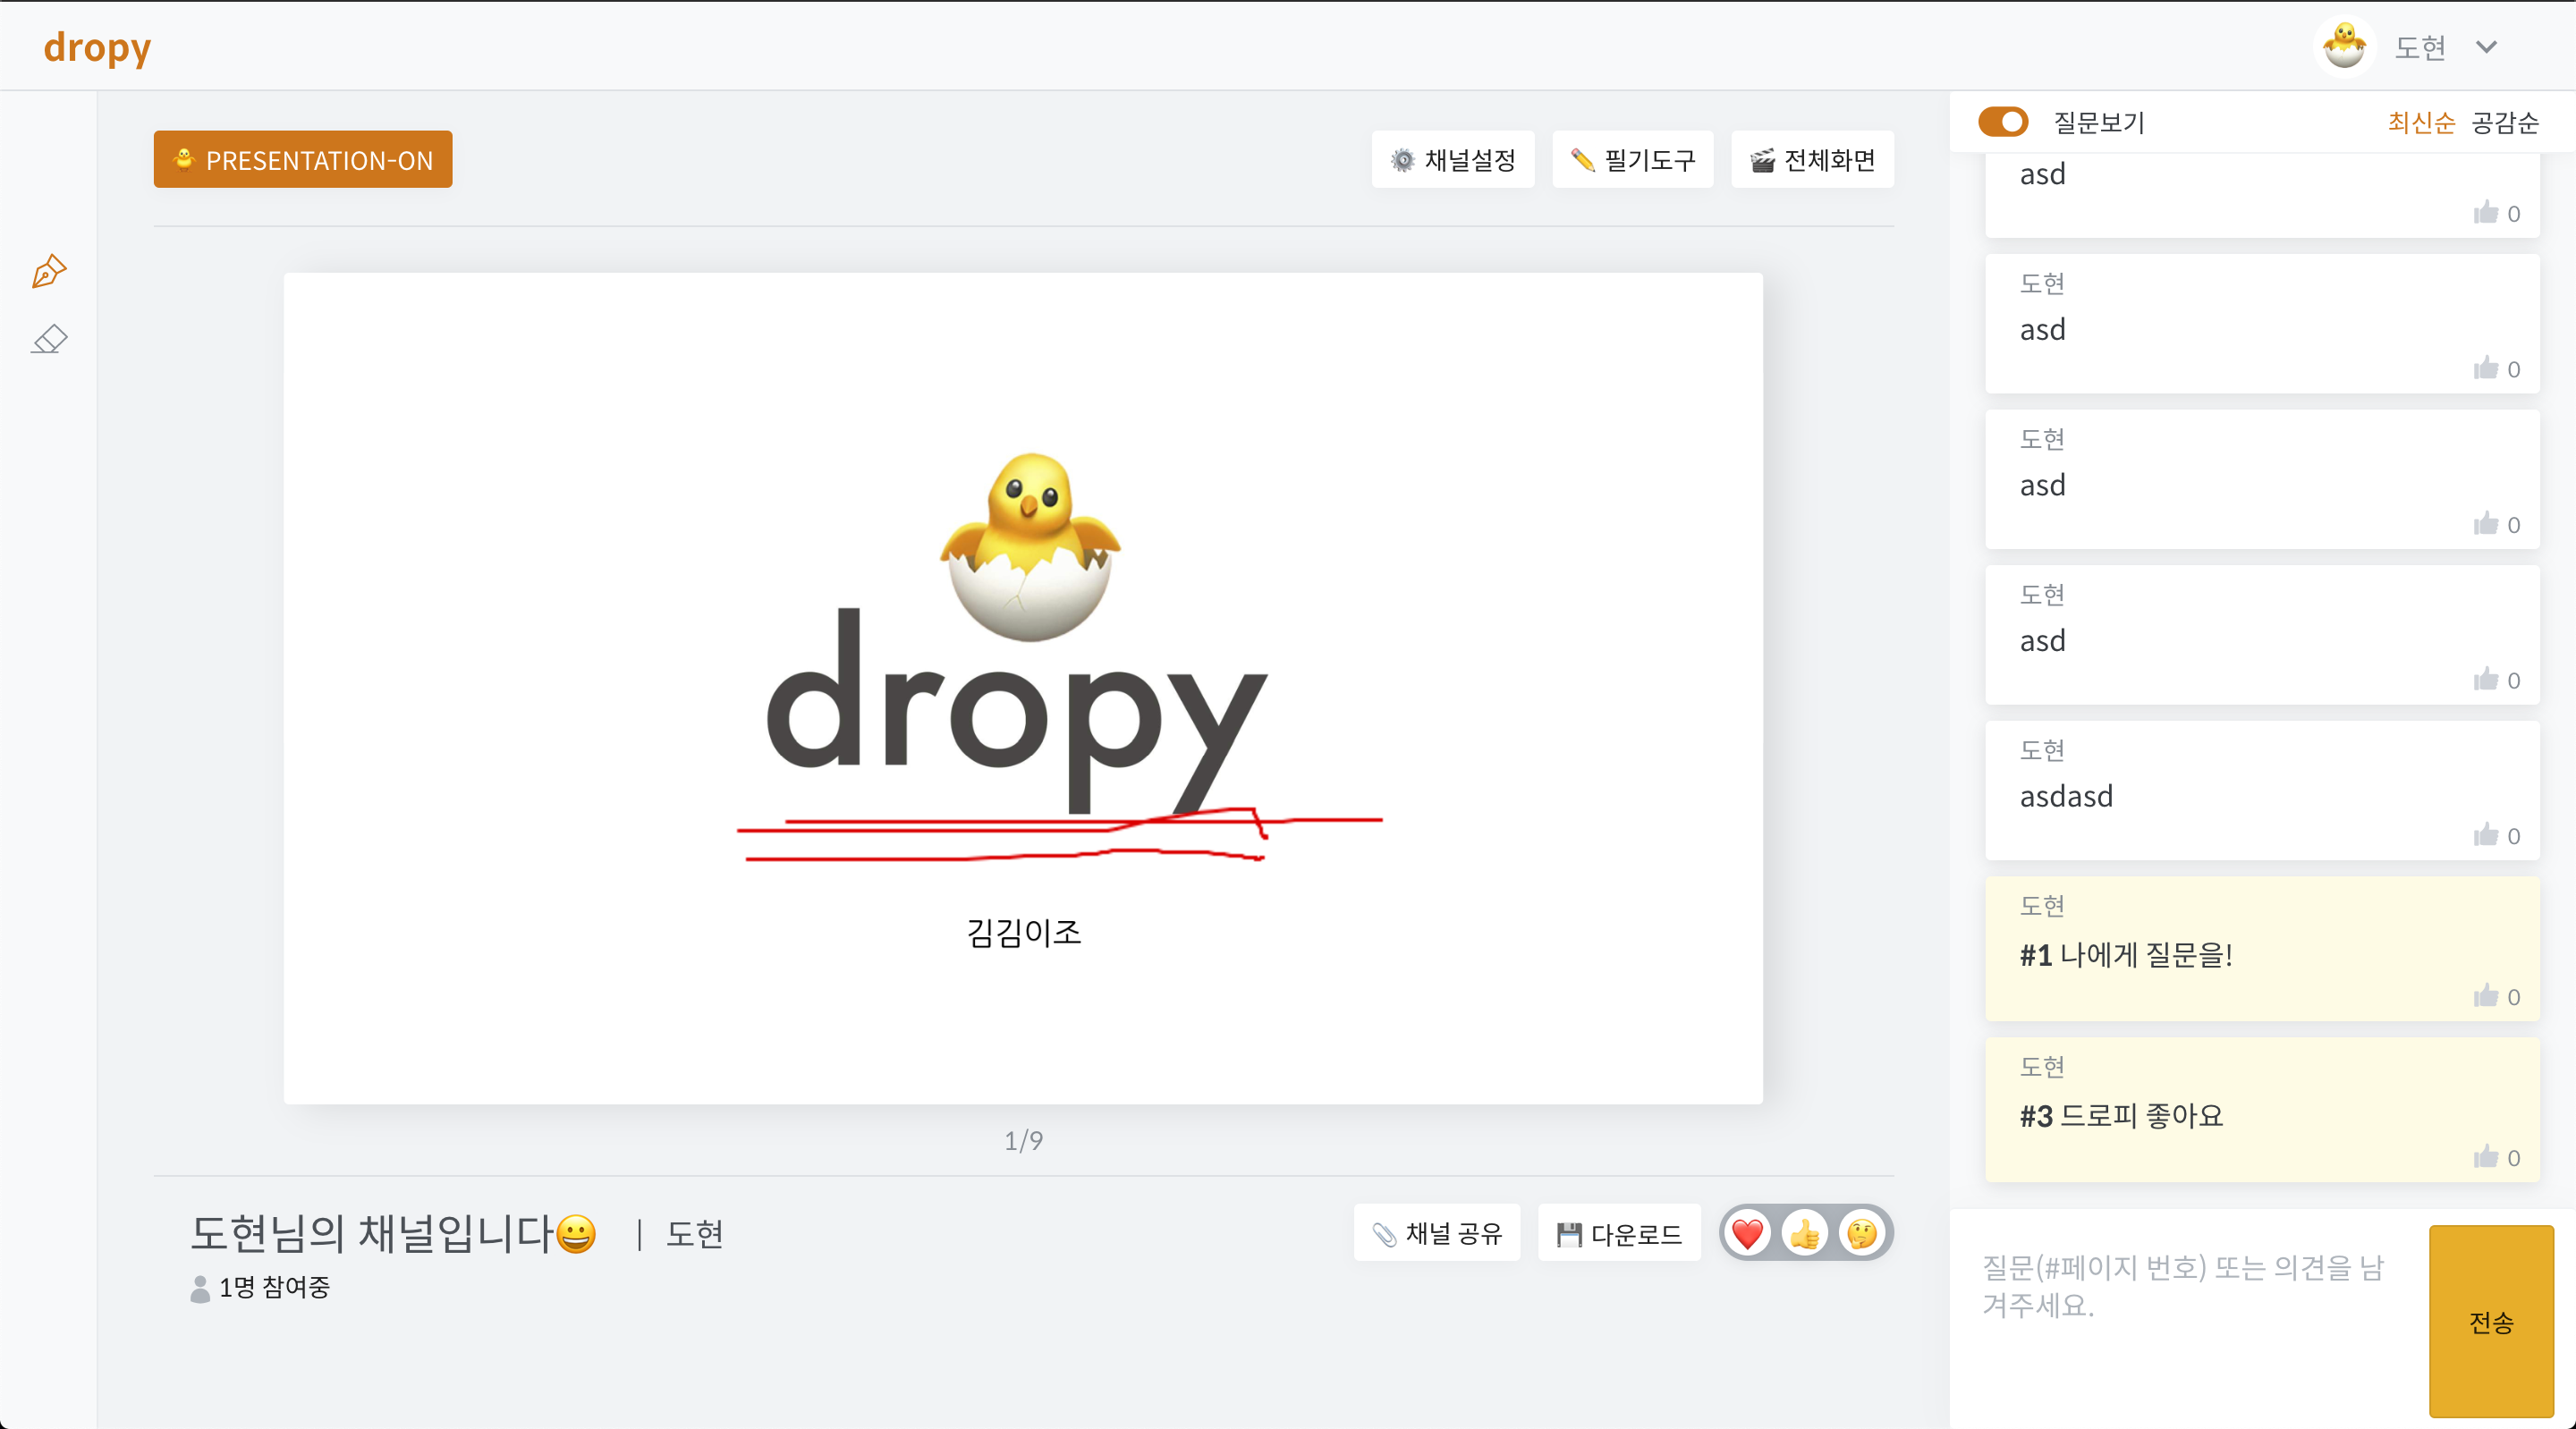 dropy
도현
PRESENTATION-ON
채널설정
필기도구
전체화면
dropy
김김이조
1/9
도현님의 채널입니다😀 | 도현
1명 참여중
채널 공유
다운로드
질문보기
최신순 공감순
asd
0
도현
asd
0
도현
asd
0
도현
asd
0
도현
asdasd
0
도현
#1 나에게 질문을!
0
도현
#3 드로피 좋아요
0
질문(#페이지 번호) 또는 의견을 남
겨주세요.
전송